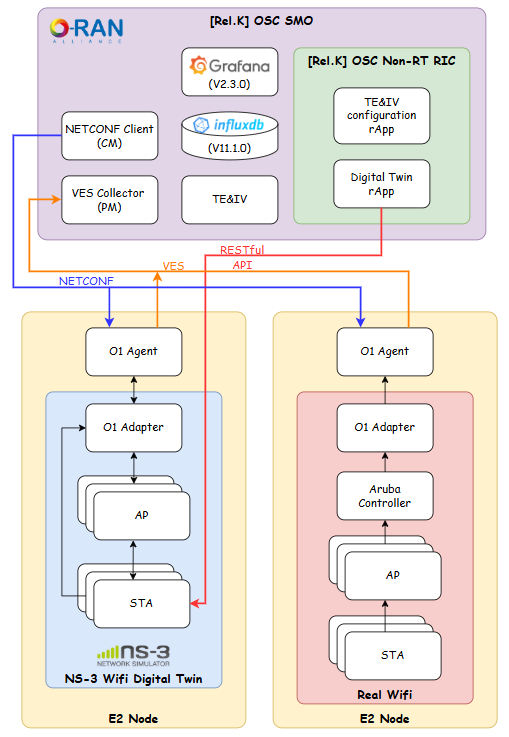 O-RAN
ALLIANCE
[Rel.K] OSC SMO
Grafana
(V2.3.0)
[Rel.K] OSC Non-RT RIC
TE&IV
configuration
rApp
NETCONF Client
(CM)
influxdb
(V11.1.0)
Digital Twin
rApp
VES Collector
(PM)
TE&IV
RESTful
API
VES
NETCONF
O1 Agent
O1 Adapter
AP
STA
NS-3
NETWORK SIMULATOR
NS-3 Wifi Digital Twin
E2 Node
O1 Agent
O1 Adapter
Aruba
Controller
AP
STA
Real Wifi
E2 Node